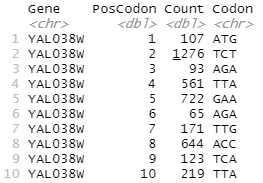 Gene PosCodon Count Codon
<chr> <dbl> <dbl> <chr>
1 YAL038W 1 107 ATG
2 YAL038W 2 1276 TCT
3 YAL038W 3 93 AGA
4 YAL038W 4 561 TTA
5 YAL038W 5 722 GAA
6 YAL038W 6 65 AGA
7 YAL038W 7 171 TTG
8 YAL038W 8 644 ACC
9 YAL038W 9 123 TCA
10 YAL038W 10 219 TTA